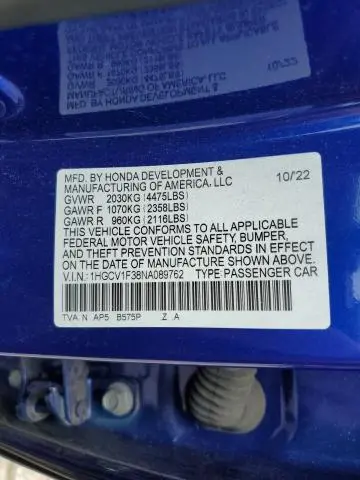 MFD. BY HONDA DEVELOPMENT & 10/22
MANUFACTURING OF AMERICA, LLC
GVWR 2030KG (4475LBS)
GAWR F 1070KG (2358LBS)
GAWR R 960KG (2116LBS)
THIS VEHICLE CONFORMS TO ALL APPLICABLE
FEDERAL MOTOR VEHICLE SAFETY, BUMPER,
AND THEFT PREVENTION STANDARDS IN EFFECT
ON THE DATE OF MANUFACTURE SHOWN ABOVE.
V.I.N.: 1HGCV1F38NA089762 TYPE: PASSENGER CAR
TVA N AP5 B575P Z .A